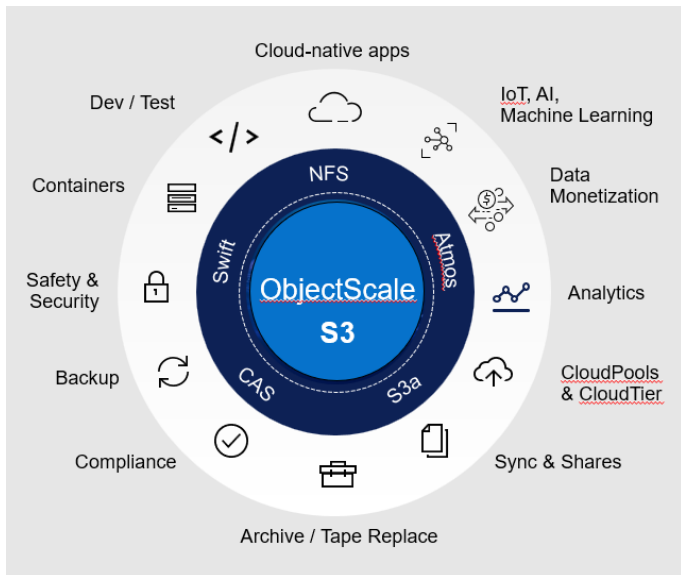 Cloud-native apps
IoT, AI,
Machine Learning
Dev / Test
Data
Monetization
Containers
Safety &
Security
Analytics
Backup
CloudPools
& CloudTier
Compliance
Sync & Shares
Archive / Tape Replace
NFS
Swift
Atmos
CAS
S3a
ObjectScale
S3
$